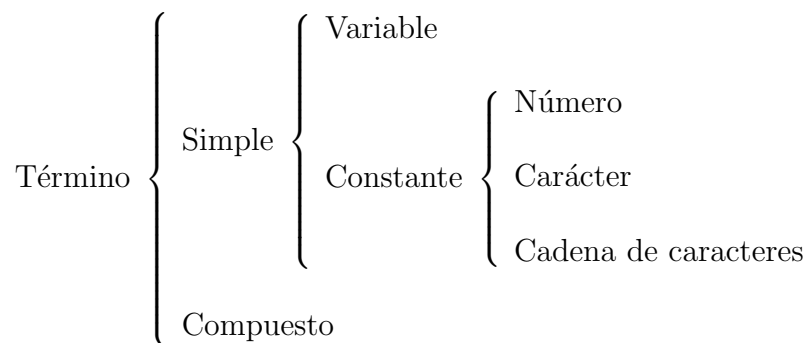 Variable
Número
Simple
Término
Constante
Carácter
Cadena de caracteres
Compuesto